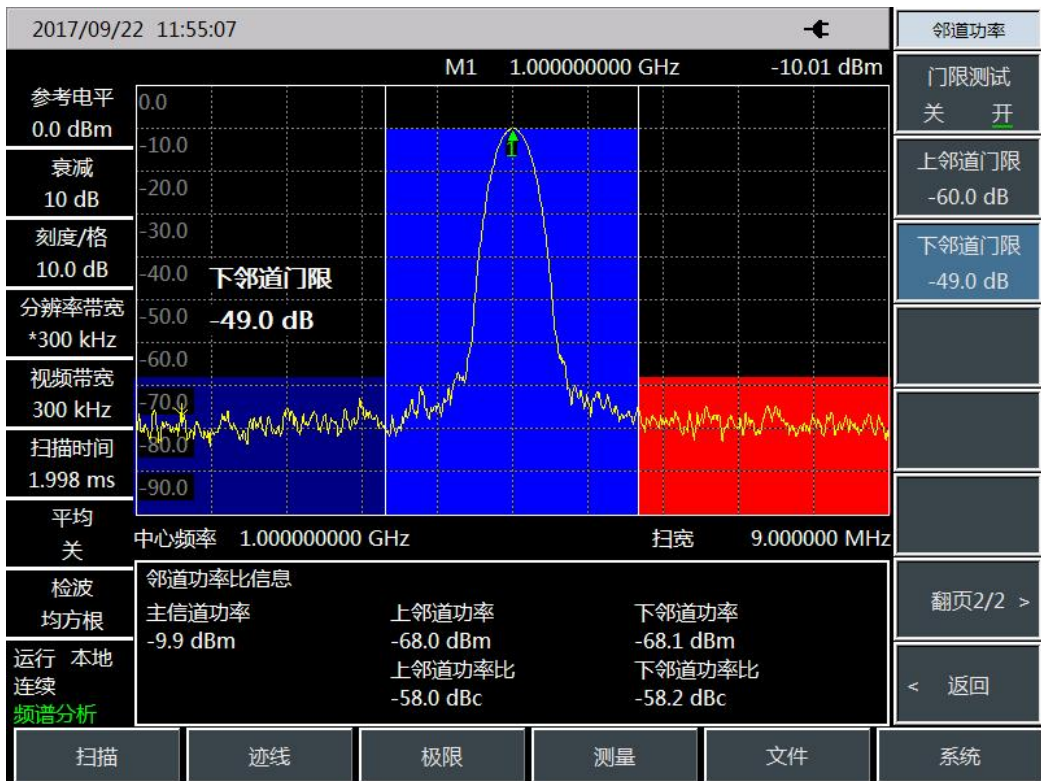 2017/09/22 11:55:07
邻道功率
M1 1.000000000 GHz -10.01 dBm
参考电平
0.0 dBm
衰减
10 dB
刻度/格
10.0 dB
分辨率带宽
*300 kHz
视频带宽
300 kHz
扫描时间
1.998 ms
平均
关
检波
均方根
运行 本地
连续
频谱分析
0.0
-10.0
-20.0
-30.0
-40.0
-50.0
-60.0
-70.0
-80.0
-90.0
1
下邻道门限
-49.0 dB
中心频率 1.000000000 GHz 扫宽 9.000000 MHz
邻道功率比信息
主信道功率 上邻道功率 下邻道功率
-9.9 dBm -68.0 dBm -68.1 dBm
上邻道功率比 下邻道功率比
-58.0 dBc -58.2 dBc
门限测试
关 开
上邻道门限
-60.0 dB
下邻道门限
-49.0 dB
翻页2/2 >
< 返回
扫描 迹线 极限 测量 文件 系统